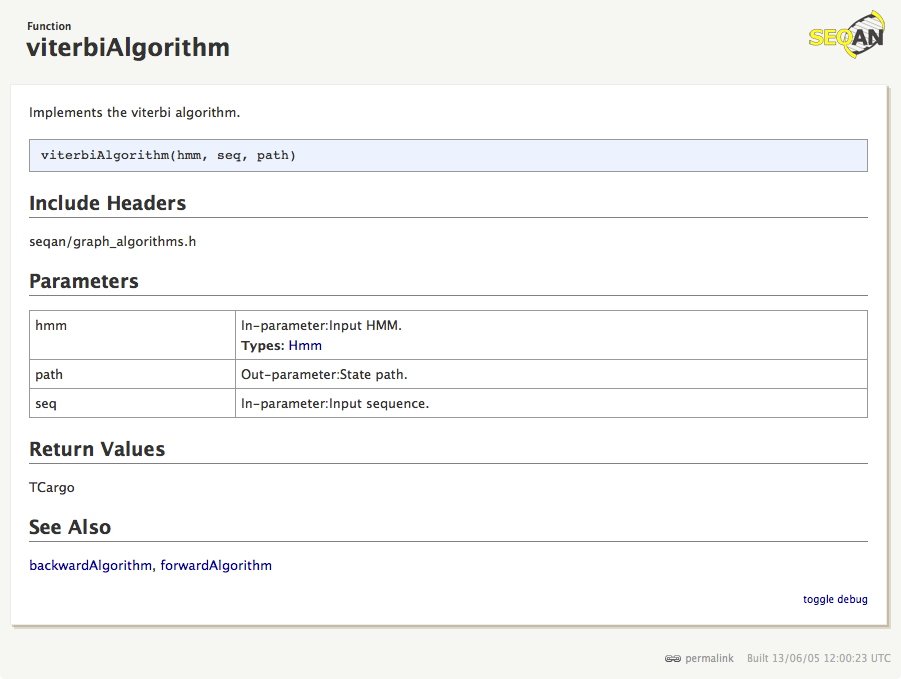 Function
viterbiAlgorithm
SEQAN
Implements the viterbi algorithm.
viterbiAlgorithm(hmm, seq, path)
Include Headers
seqan/graph_algorithms.h
Parameters
hmm
In-parameter:Input HMM.
Types: Hmm
path
Out-parameter:State path.
seq
In-parameter:Input sequence.
Return Values
TCargo
See Also
backwardAlgorithm, forwardAlgorithm
toggle debug
permalink Built 13/06/05 12:00:23 UTC